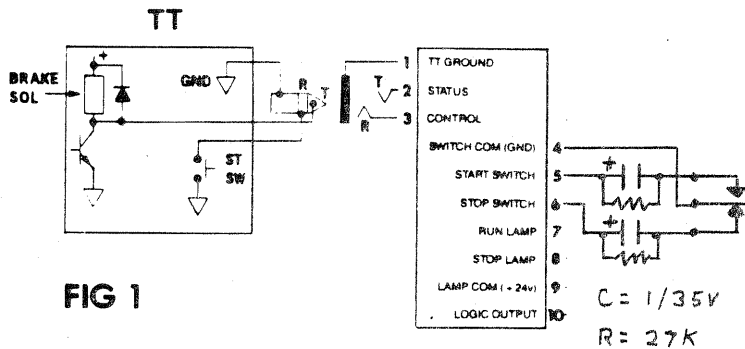 TT
+
BRAKE
SOL
GND
R
T
ST
SW
T
R
1 TT GROUND
2 STATUS
3 CONTROL
SWITCH COM (GND) 4
START SWITCH 5
STOP SWITCH 6
RUN LAMP 7
STOP LAMP 8
LAMP COM (+24v) 9
LOGIC OUTPUT 10
+
+
C = 1/35V
R = 27K
FIG 1